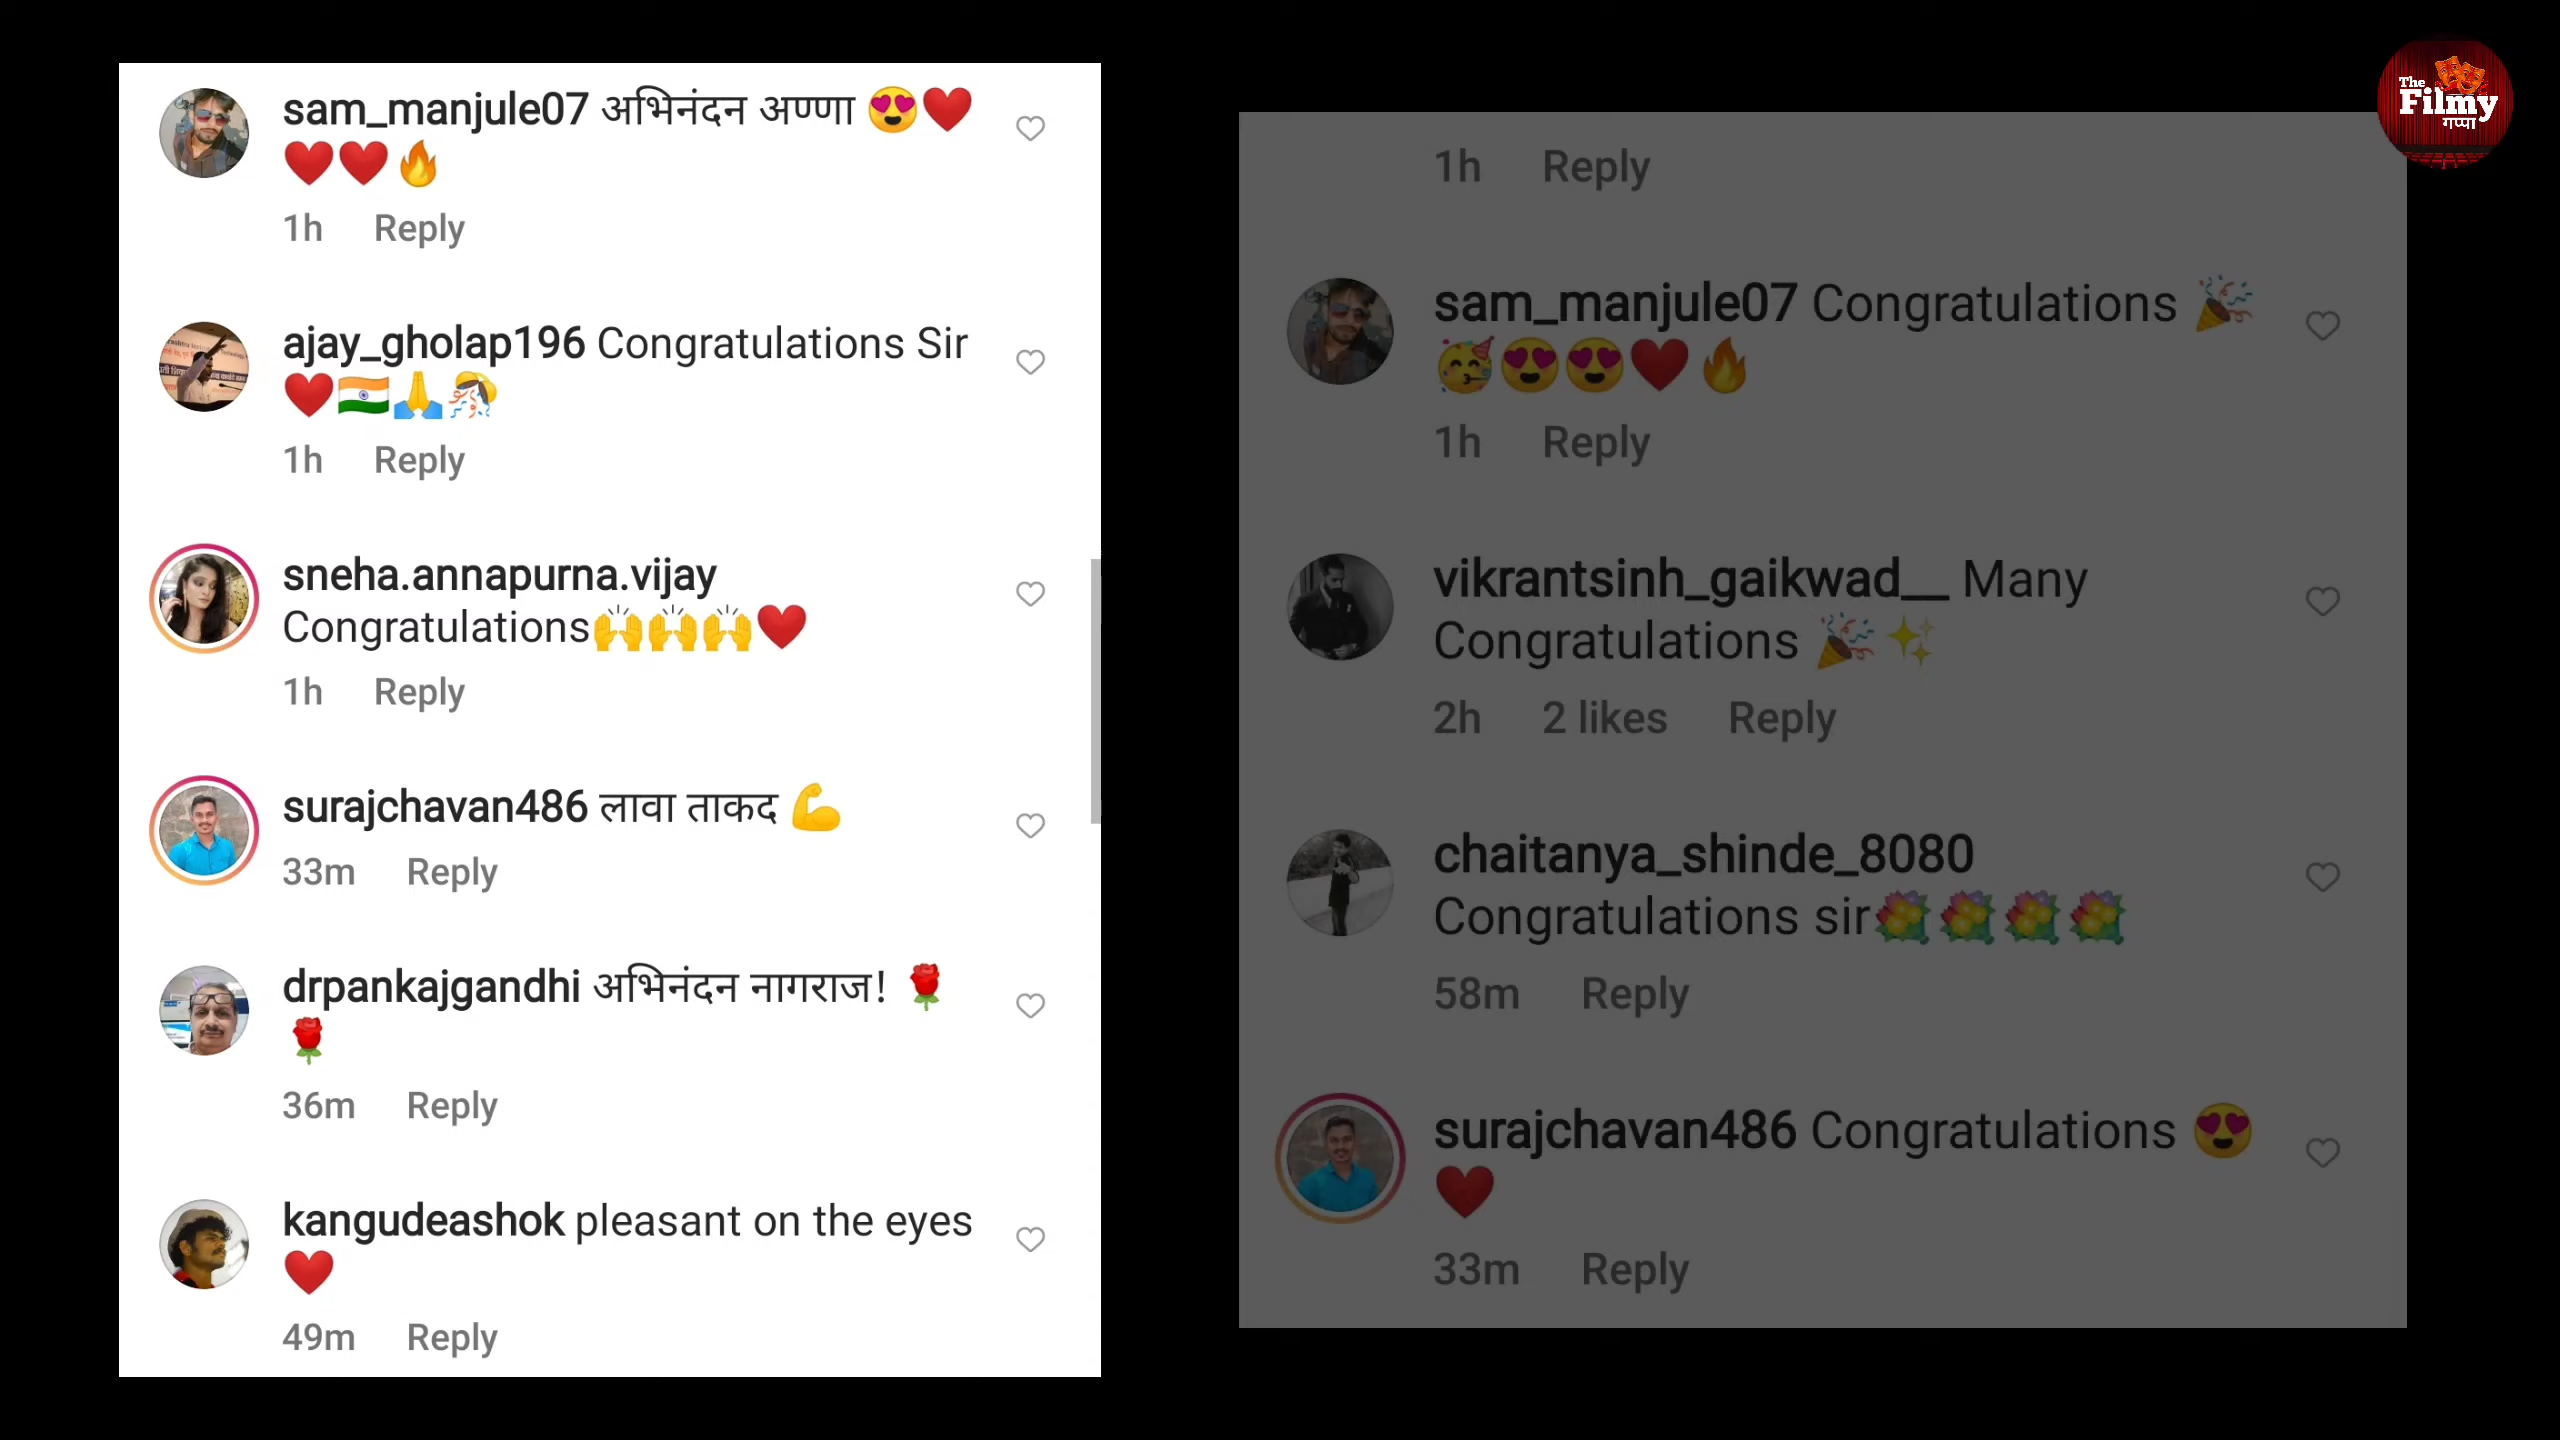 sam_manjule07 अभिनंदन अण्णा 😍❤️
❤️❤️🔥
1h Reply
ajay_gholap196 Congratulations Sir
❤️🇮🇳🙏🎊
1h Reply
sneha.annapurna.vijay
Congratulations🙌🙌🙌❤️
1h Reply
surajchavan486 लावा ताकद 💪
33m Reply
drpankajgandhi अभिनंदन नागराज! 🌹
🌹
36m Reply
kangudeashok pleasant on the eyes
❤️
49m Reply
1h Reply
sam_manjule07 Congratulations 🎉
🥳😍😍❤️🔥
1h Reply
vikrantsinh_gaikwad__ Many
Congratulations 🎉✨
2h 2 likes Reply
chaitanya_shinde_8080
Congratulations sir💐💐💐💐
58m Reply
surajchavan486 Congratulations 😍
❤️
33m Reply
The
Filmy
गप्पा